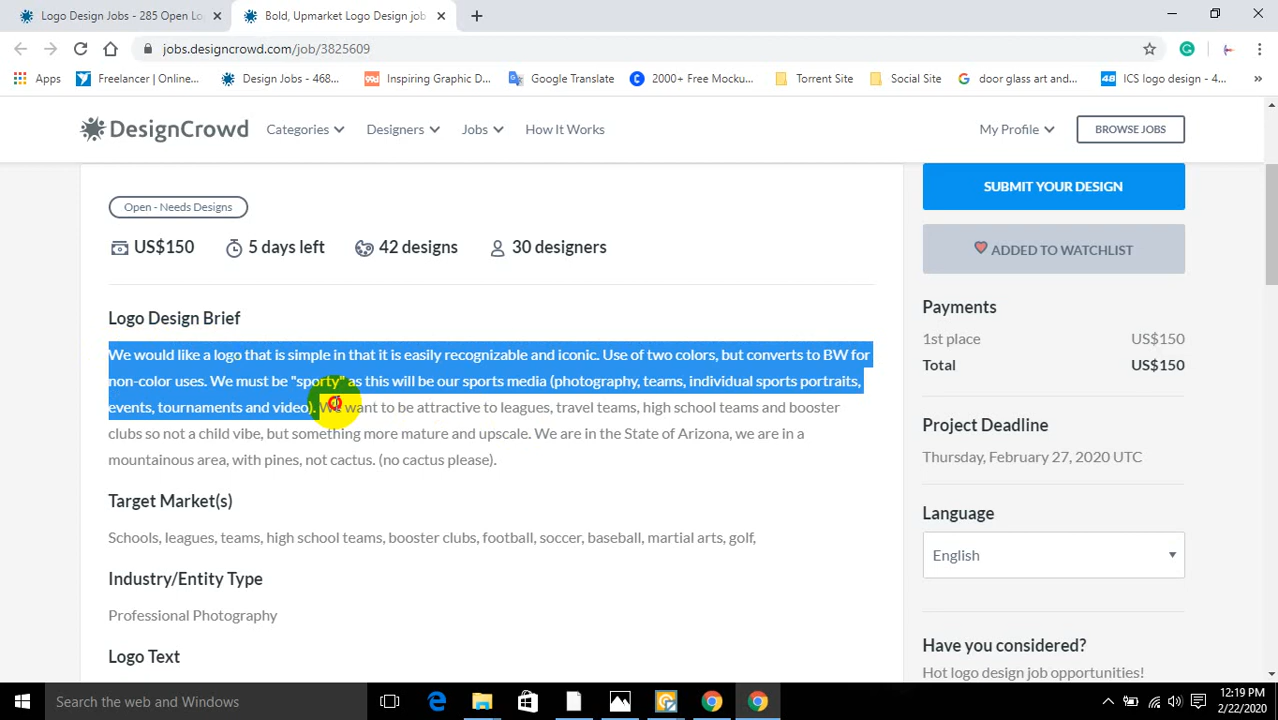 Logo Design Jobs - 285 Open Lo
Bold, Upmarket Logo Design job
jobs.designcrowd.com/job/3825609
Apps
Freelancer | Online...
Design Jobs - 468...
Inspiring Graphic D...
Google Translate
2000+ Free Mocku...
Torrent Site
Social Site
door glass art and...
ICS logo design - 4...
DesignCrowd
Categories
Designers
Jobs
How It Works
My Profile
BROWSE JOBS
Open - Needs Designs
US$150
5 days left
42 designs
30 designers
Logo Design Brief
We would like a logo that is simple in that it is easily recognizable and iconic. Use of two colors, but converts to BW for
non-color uses. We must be "sporty" as this will be our sports media (photography, teams, individual sports portraits,
events, tournaments and video). We want to be attractive to leagues, travel teams, high school teams and booster
clubs so not a child vibe, but something more mature and upscale. We are in the State of Arizona, we are in a
mountainous area, with pines, not cactus. (no cactus please).
Target Market(s)
Schools, leagues, teams, high school teams, booster clubs, football, soccer, baseball, martial arts, golf,
Industry/Entity Type
Professional Photography
Logo Text
SUBMIT YOUR DESIGN
ADDED TO WATCHLIST
Payments
1st place US$150
Total US$150
Project Deadline
Thursday, February 27, 2020 UTC
Language
English
Have you considered?
Hot logo design job opportunities!
Search the web and Windows
12:19 PM
2/22/2020